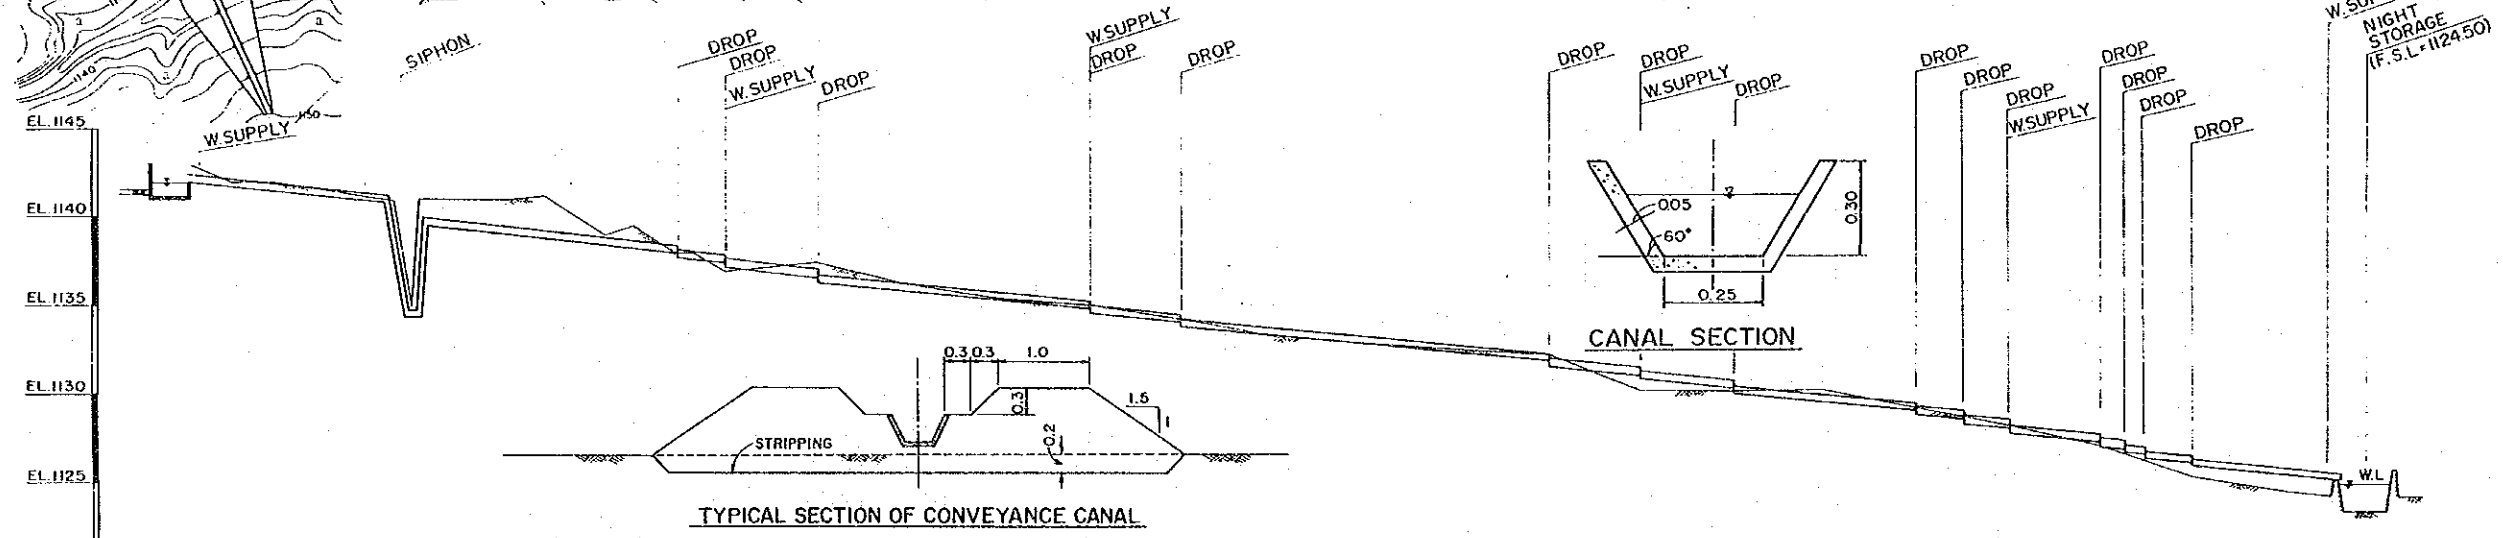 a
a
a
1140
1150
W.SUPPLY
SIPHON
DROP
DROP
W.SUPPLY
DROP
W.SUPPLY
DROP
DROP
DROP
DROP
W.SUPPLY
DROP
DROP
DROP
DROP
W.SUPPLY
DROP
DROP
DROP
DROP
NIGHT
STORAGE
(F.S.L=1124.50)
EL.1145
EL.1140
EL.1135
EL.1130
EL.1125
0.05
60°
0.30
0.25
CANAL SECTION
0.3 0.3 1.0
0.3
1.5
1
0.2
STRIPPING
TYPICAL SECTION OF CONVEYANCE CANAL
W.L